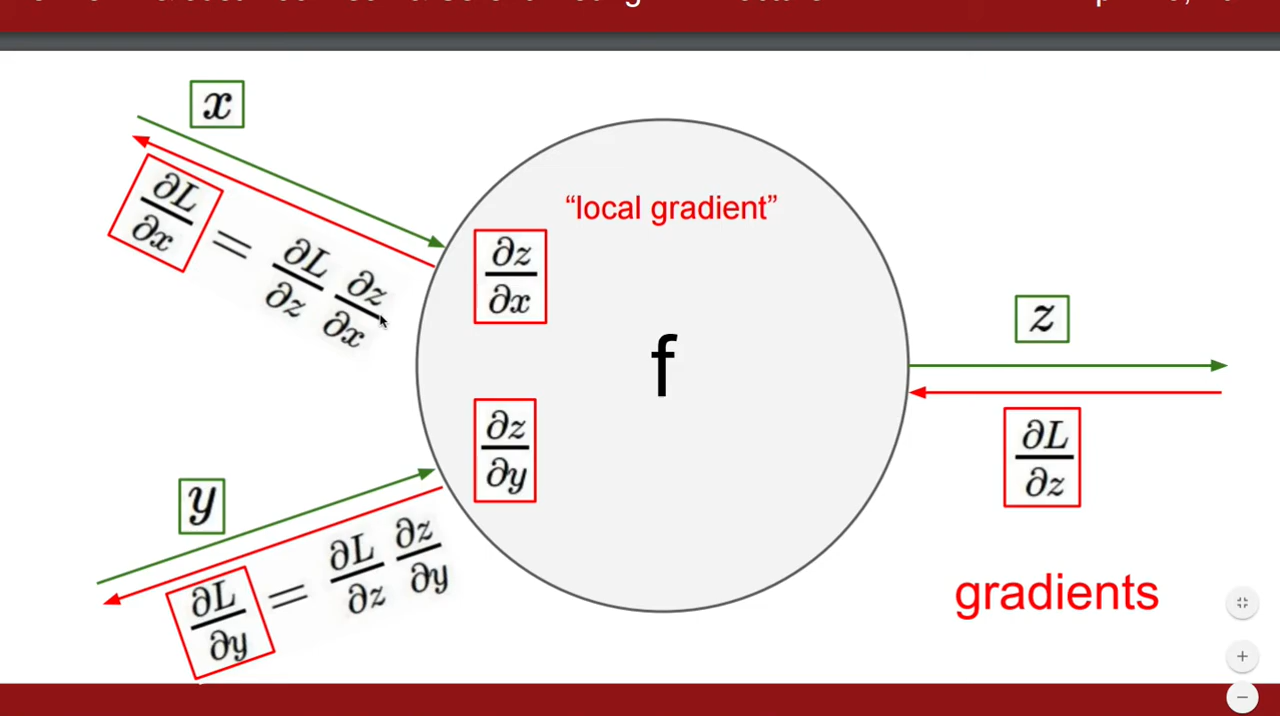 x
∂L/∂x = ∂L/∂z ∂z/∂x
“local gradient”
∂z/∂x
f
z
∂L/∂z
∂z/∂y
y
∂L/∂y = ∂L/∂z ∂z/∂y
gradients